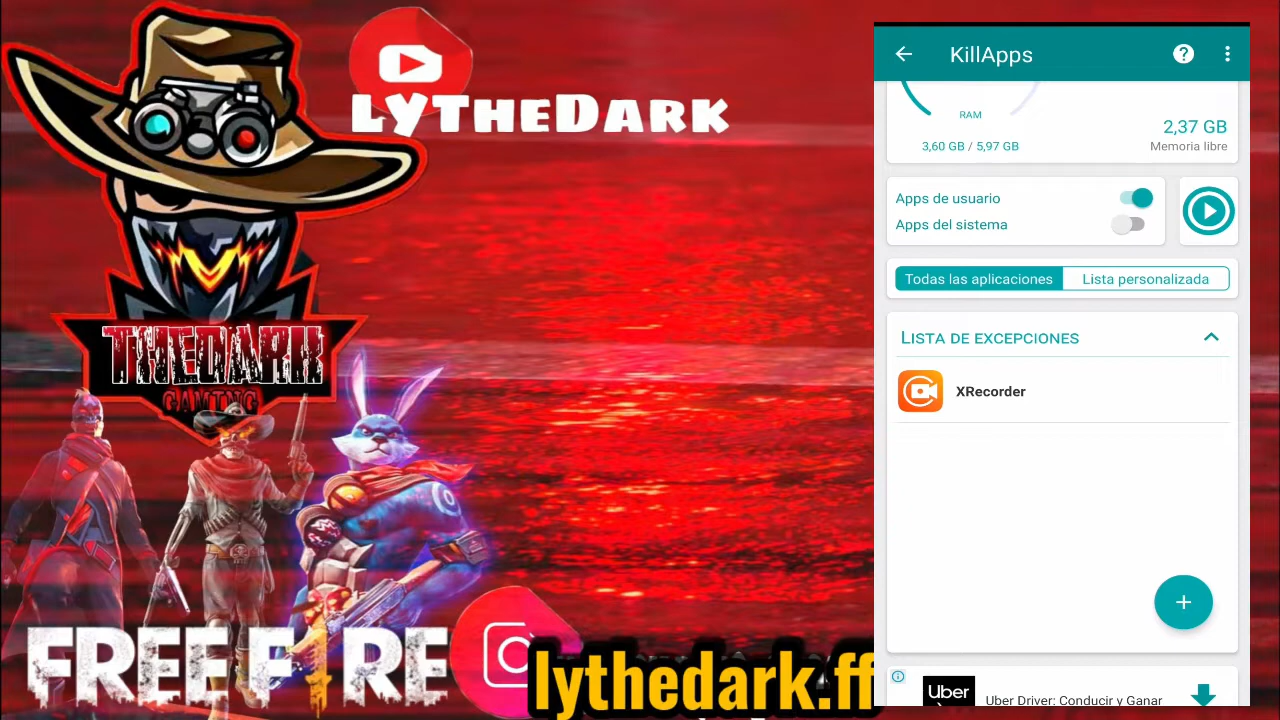 LYTHEDARK
THEDARK
GAMING
FREE FIRE
lythedark.ff
KillApps
RAM
3,60 GB / 5,97 GB
2,37 GB
Memoria libre
Apps de usuario
Apps del sistema
Todas las aplicaciones
Lista personalizada
LISTA DE EXCEPCIONES
XRecorder
Uber
Uber Driver: Conducir y Ganar